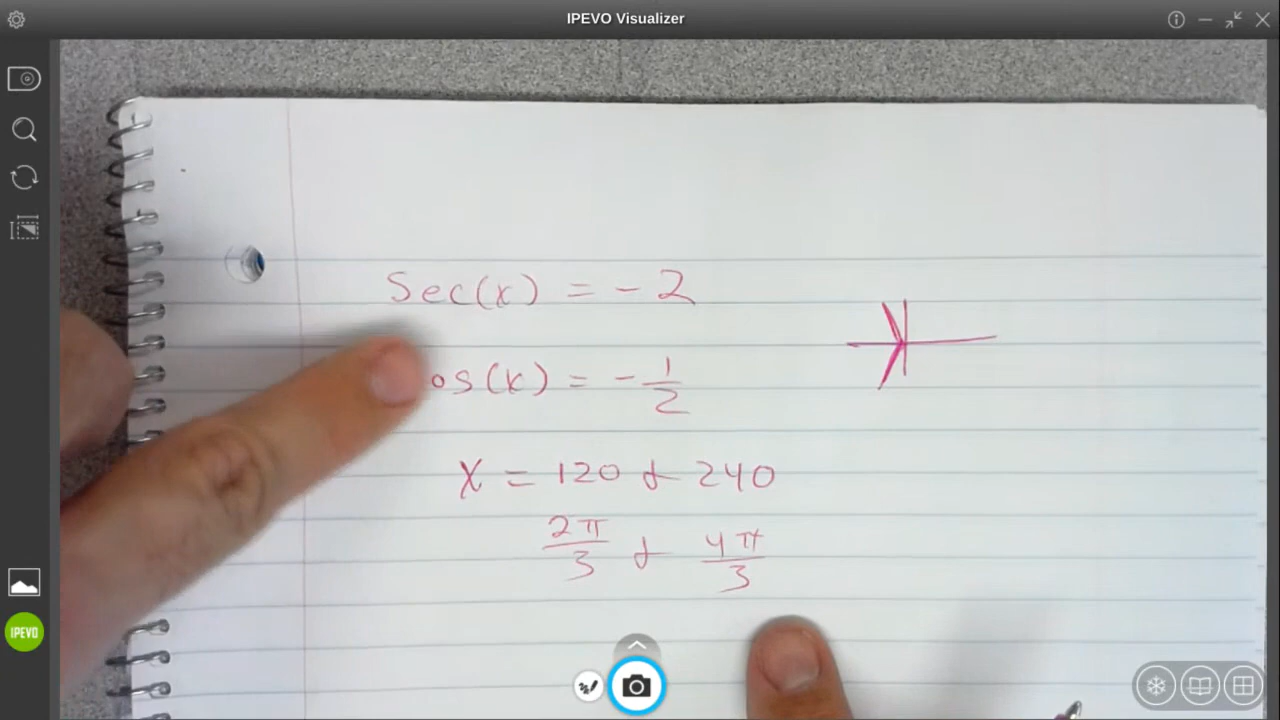 IPEVO Visualizer
Sec(x) = - 2
os(x) = - 1/2
X = 120 & 240
2π/3 & 4π/3
IPEVO